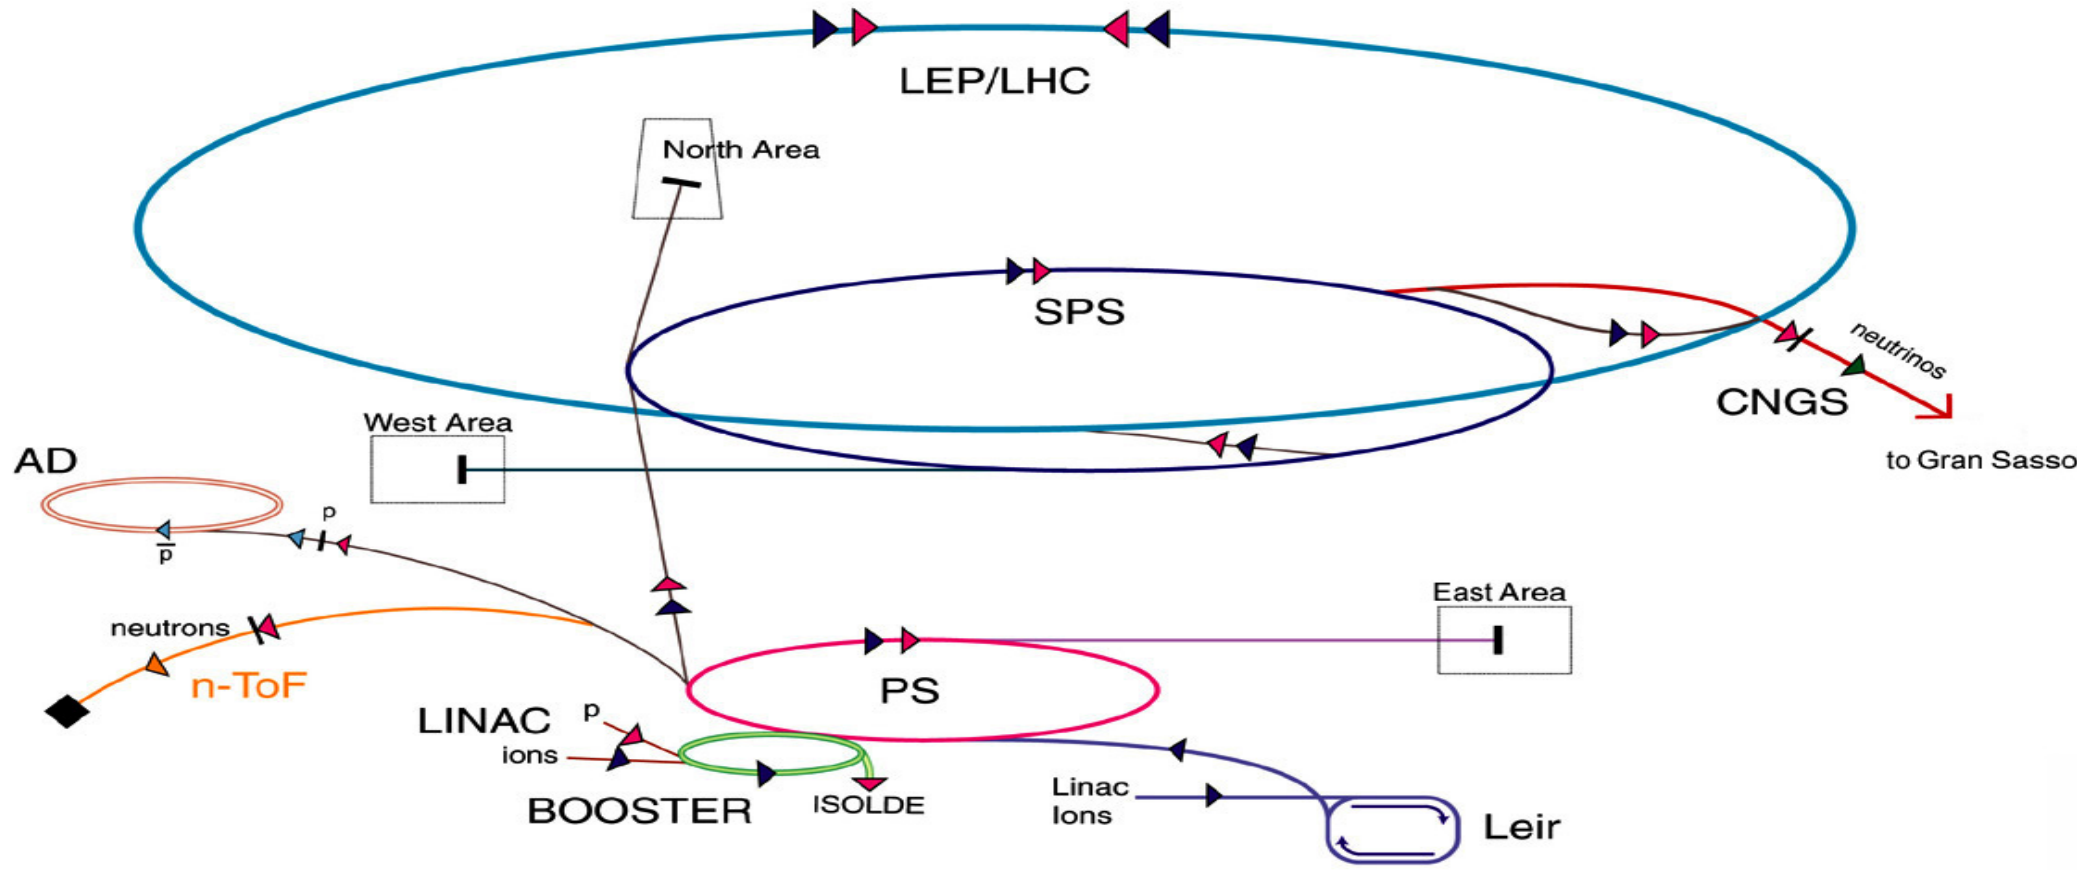 LEP/LHC
North Area
SPS
neutrinos
CNGS
West Area
AD
to Gran Sasso
p
p
East Area
neutrons
n-ToF
PS
LINAC
p
ions
BOOSTER
ISOLDE
Linac
Ions
Leir